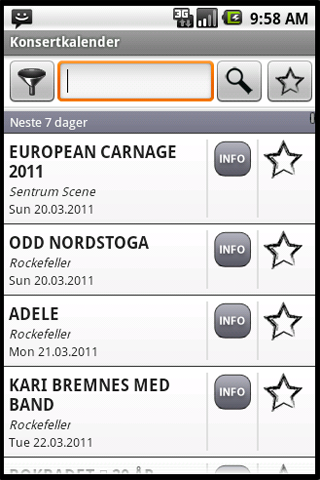 3G
9:58 AM
Konsertkalender
Neste 7 dager
EUROPEAN CARNAGE
2011
Sentrum Scene
Sun 20.03.2011
INFO
ODD NORDSTOGA
Rockefeller
Sun 20.03.2011
INFO
ADELE
Rockefeller
Mon 21.03.2011
INFO
KARI BREMNES MED
BAND
Rockefeller
Tue 22.03.2011
INFO